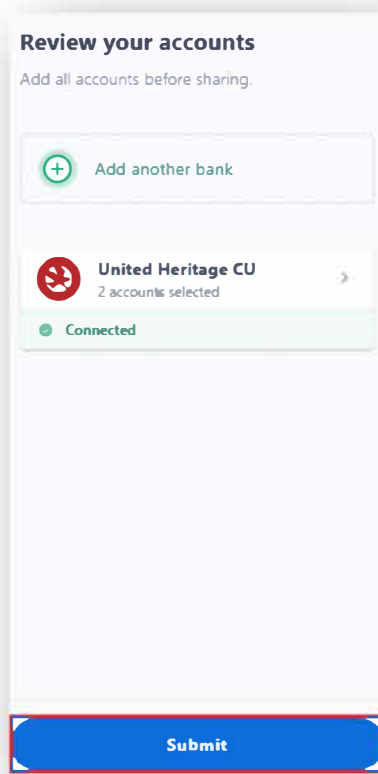 Review your accounts
Add all accounts before sharing.
Add another bank
United Heritage CU
2 accounts selected
Connected
Submit